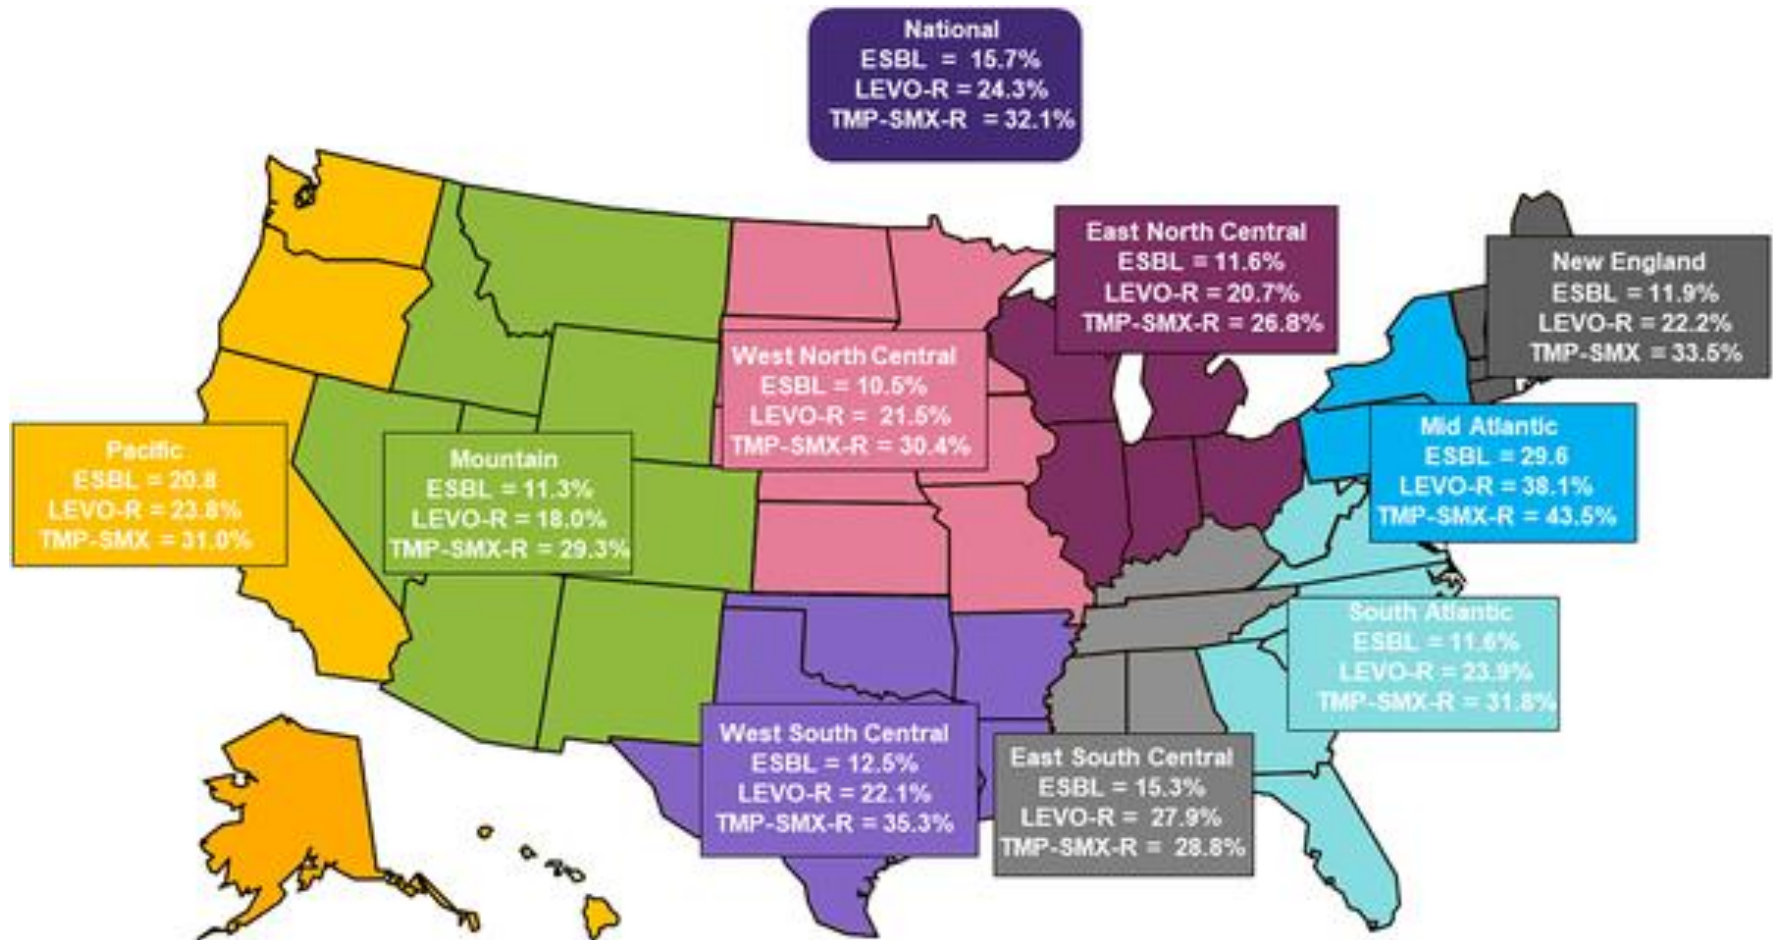 National
ESBL = 15.7%
LEVO-R = 24.3%
TMP-SMX-R = 32.1%
East North Central
ESBL = 11.6%
LEVO-R = 20.7%
TMP-SMX-R = 26.8%
New England
ESBL = 11.9%
LEVO-R = 22.2%
TMP-SMX = 33.5%
West North Central
ESBL = 10.5%
LEVO-R = 21.5%
TMP-SMX-R = 30.4%
Mid Atlantic
ESBL = 29.6
LEVO-R = 38.1%
TMP-SMX-R = 43.5%
Pacific
ESBL = 20.8
LEVO-R = 23.8%
TMP-SMX = 31.0%
Mountain
ESBL = 11.3%
LEVO-R = 18.0%
TMP-SMX-R = 29.3%
South Atlantic
ESBL = 11.6%
LEVO-R = 23.9%
TMP-SMX-R = 31.8%
West South Central
ESBL = 12.5%
LEVO-R = 22.1%
TMP-SMX-R = 35.3%
East South Central
ESBL = 15.3%
LEVO-R = 27.9%
TMP-SMX-R = 28.8%